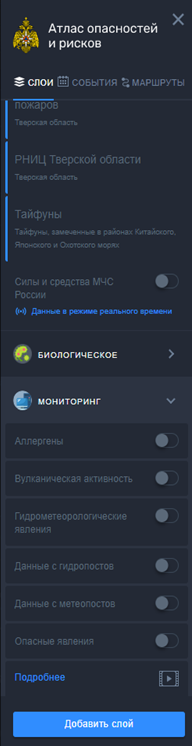 Атлас опасностей
и рисков
СЛОИ
СОБЫТИЯ
МАРШРУТЫ
пожаров
Тверская область
РНИЦ Тверской области
Тверская область
Тайфуны
Тайфуны, замеченные в районах Китайского,
Японского и Охотского морях
Силы и средства МЧС
России
Данные в режиме реального времени
БИОЛОГИЧЕСКОЕ
МОНИТОРИНГ
Аллергены
Вулканическая активность
Гидрометеорологические
явления
Данные с гидропостов
Данные с метеопостов
Опасные явления
Подробнее
Добавить слой